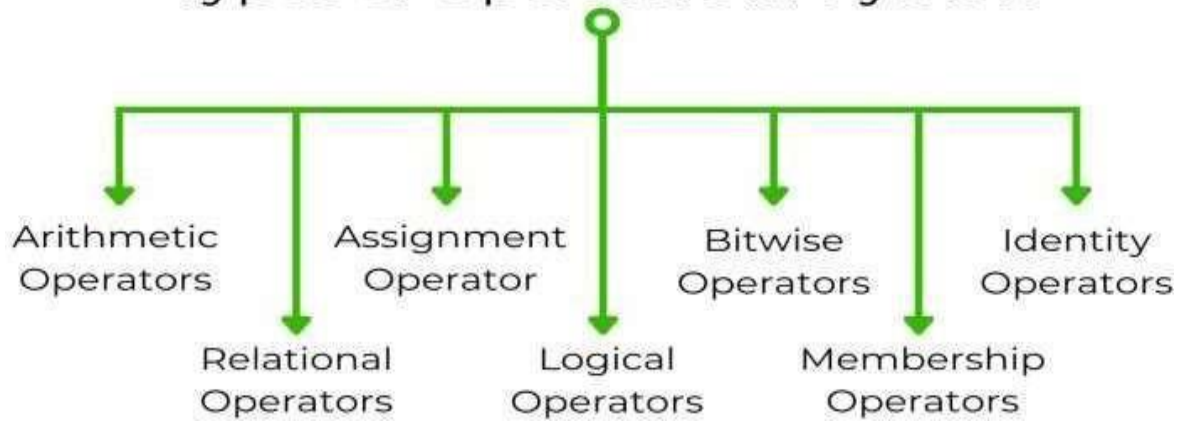 Arithmetic
Operators
Relational
Operators
Assignment
Operator
Logical
Operators
Bitwise
Operators
Membership
Operators
Identity
Operators